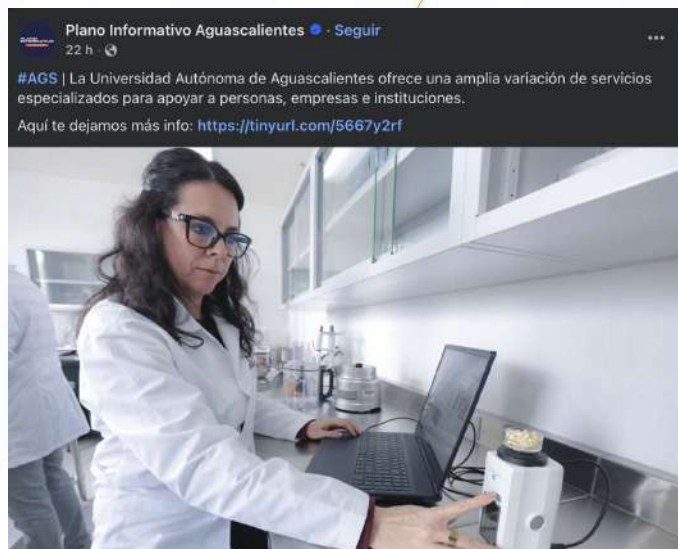 Plano Informativo Aguascalientes · Seguir
22 h ·
#AGS | La Universidad Autónoma de Aguascalientes ofrece una amplia variación de servicios
especializados para apoyar a personas, empresas e instituciones.
Aquí te dejamos más info: https://tinyurl.com/5667y2rf